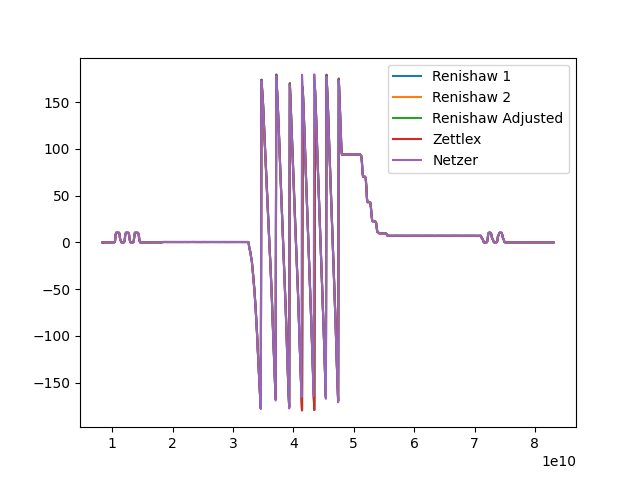 Renishaw 1
Renishaw 2
Renishaw Adjusted
Zettlex
Netzer
150
100
50
0
−50
−100
−150
1 2 3 4 5 6 7 8
1e10